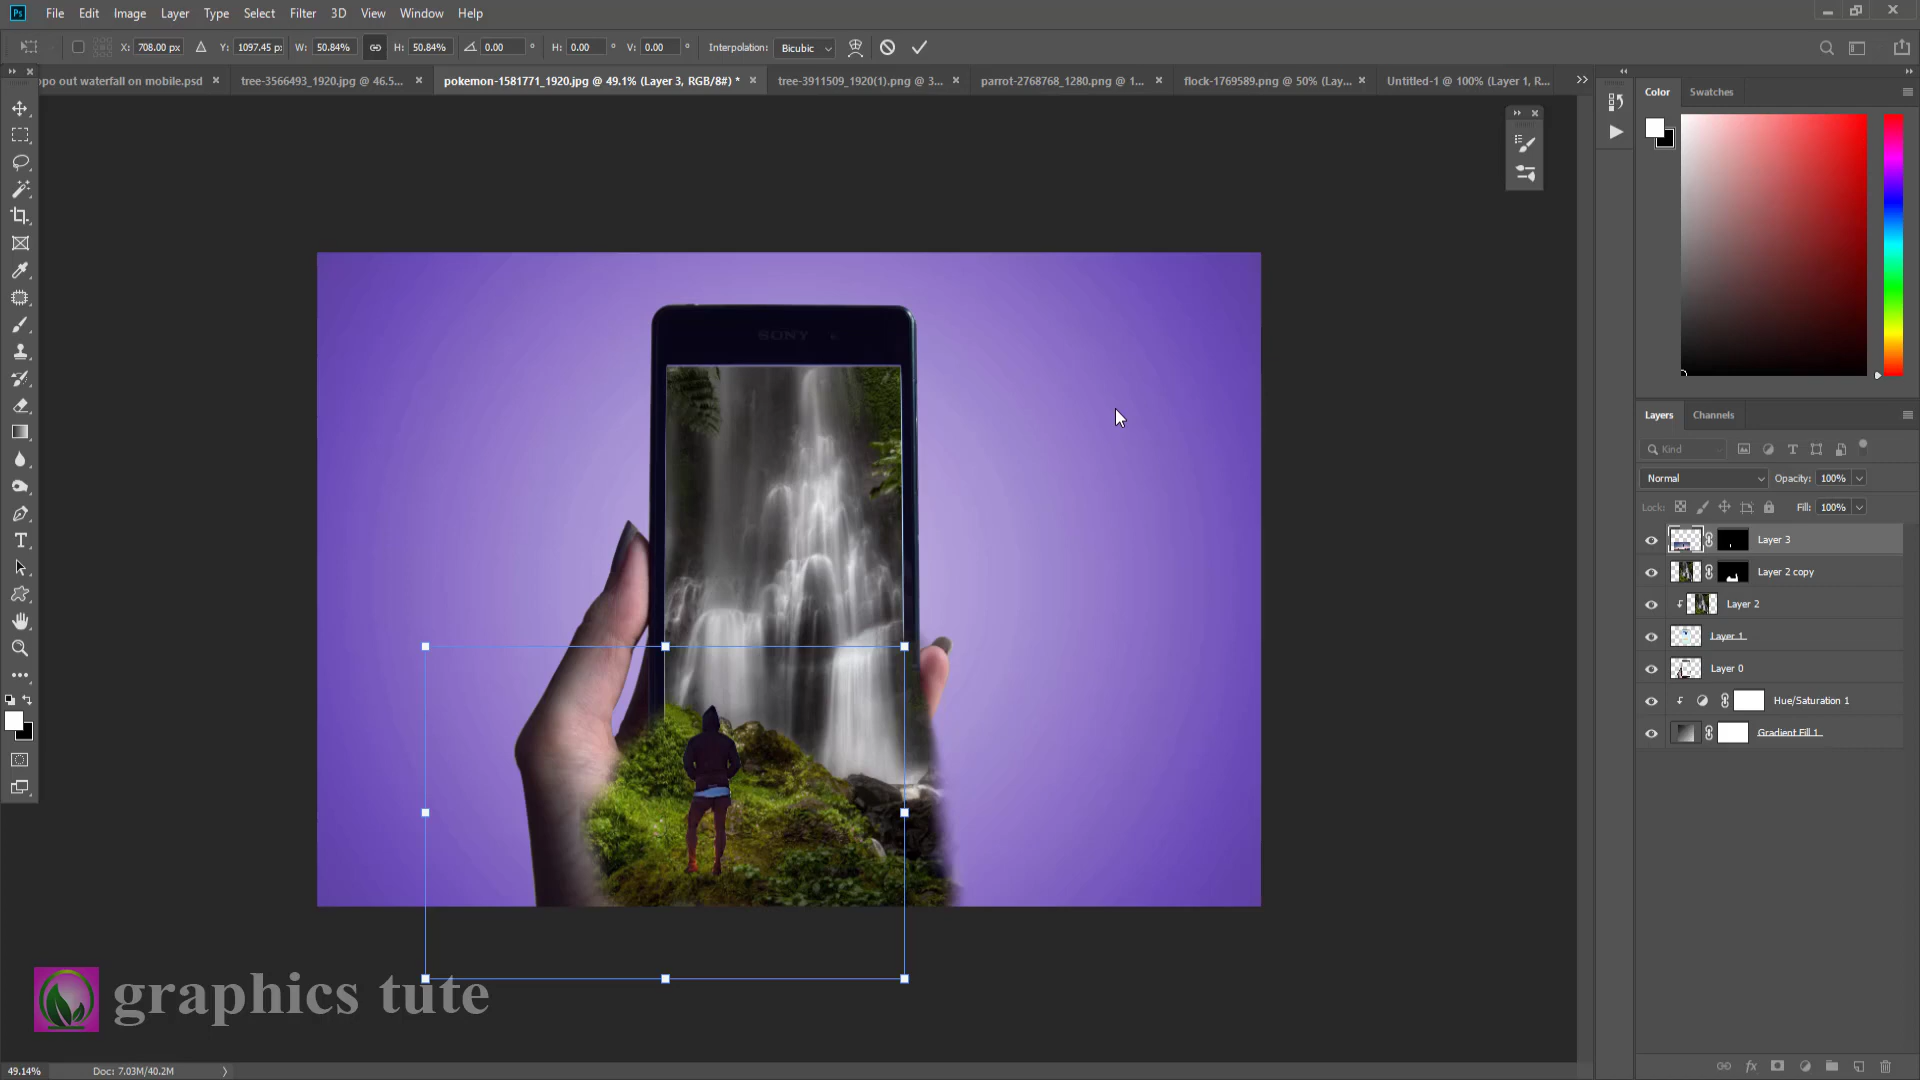 Ps File Edit Image Layer Type Select Filter 3D View Window Help
X: 708.00 px Y: 1097.45 px W: 50.84% H: 50.84% 0.00 ° H: 0.00 ° V: 0.00 ° Interpolation: Bicubic
opo out waterfall on mobile.psd × tree-3566493_1920.jpg @ 46.5... × pokemon-1581771_1920.jpg @ 49.1% (Layer 3, RGB/8#) * × tree-3911509_1920(1).png @ 3... × parrot-2768768_1280.png @ 1... × flock-1769589.png @ 50% (Lay... × Untitled-1 @ 100% (Layer 1, R...
Color Swatches
SONY
Layers Channels
Kind
Normal Opacity: 100%
Lock: Fill: 100%
Layer 3
Layer 2 copy
Layer 2
Layer 1
Layer 0
Hue/Saturation 1
Gradient Fill 1
graphics tute
49.14% Doc: 7.03M/40.2M
fx